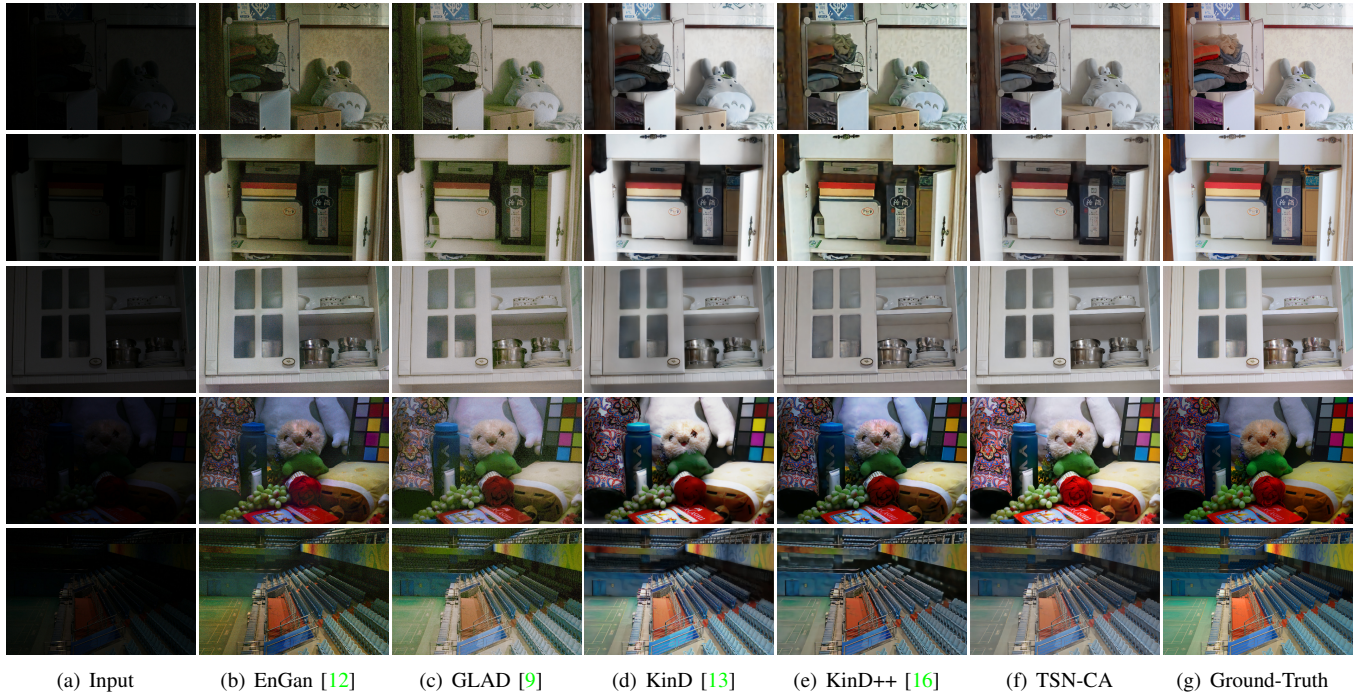 (a) Input (b) EnGan [12] (c) GLAD [9] (d) KinD [13] (e) KinD++ [16] (f) TSN-CA (g) Ground-Truth